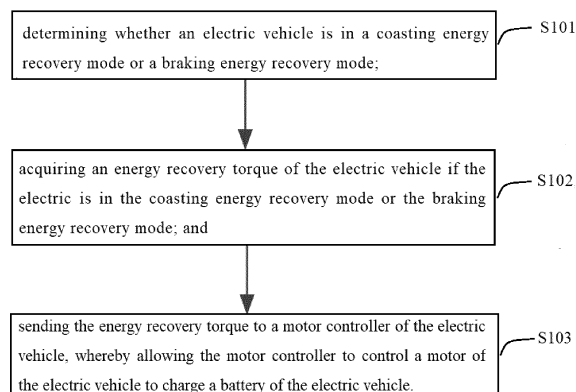 determining whether an electric vehicle is in a coasting energy
recovery mode or a braking energy recovery mode;
S101
acquiring an energy recovery torque of the electric vehicle if the
electric is in the coasting energy recovery mode or the braking
energy recovery mode; and
S102
sending the energy recovery torque to a motor controller of the electric
vehicle, whereby allowing the motor controller to control a motor of
the electric vehicle to charge a battery of the electric vehicle.
S103